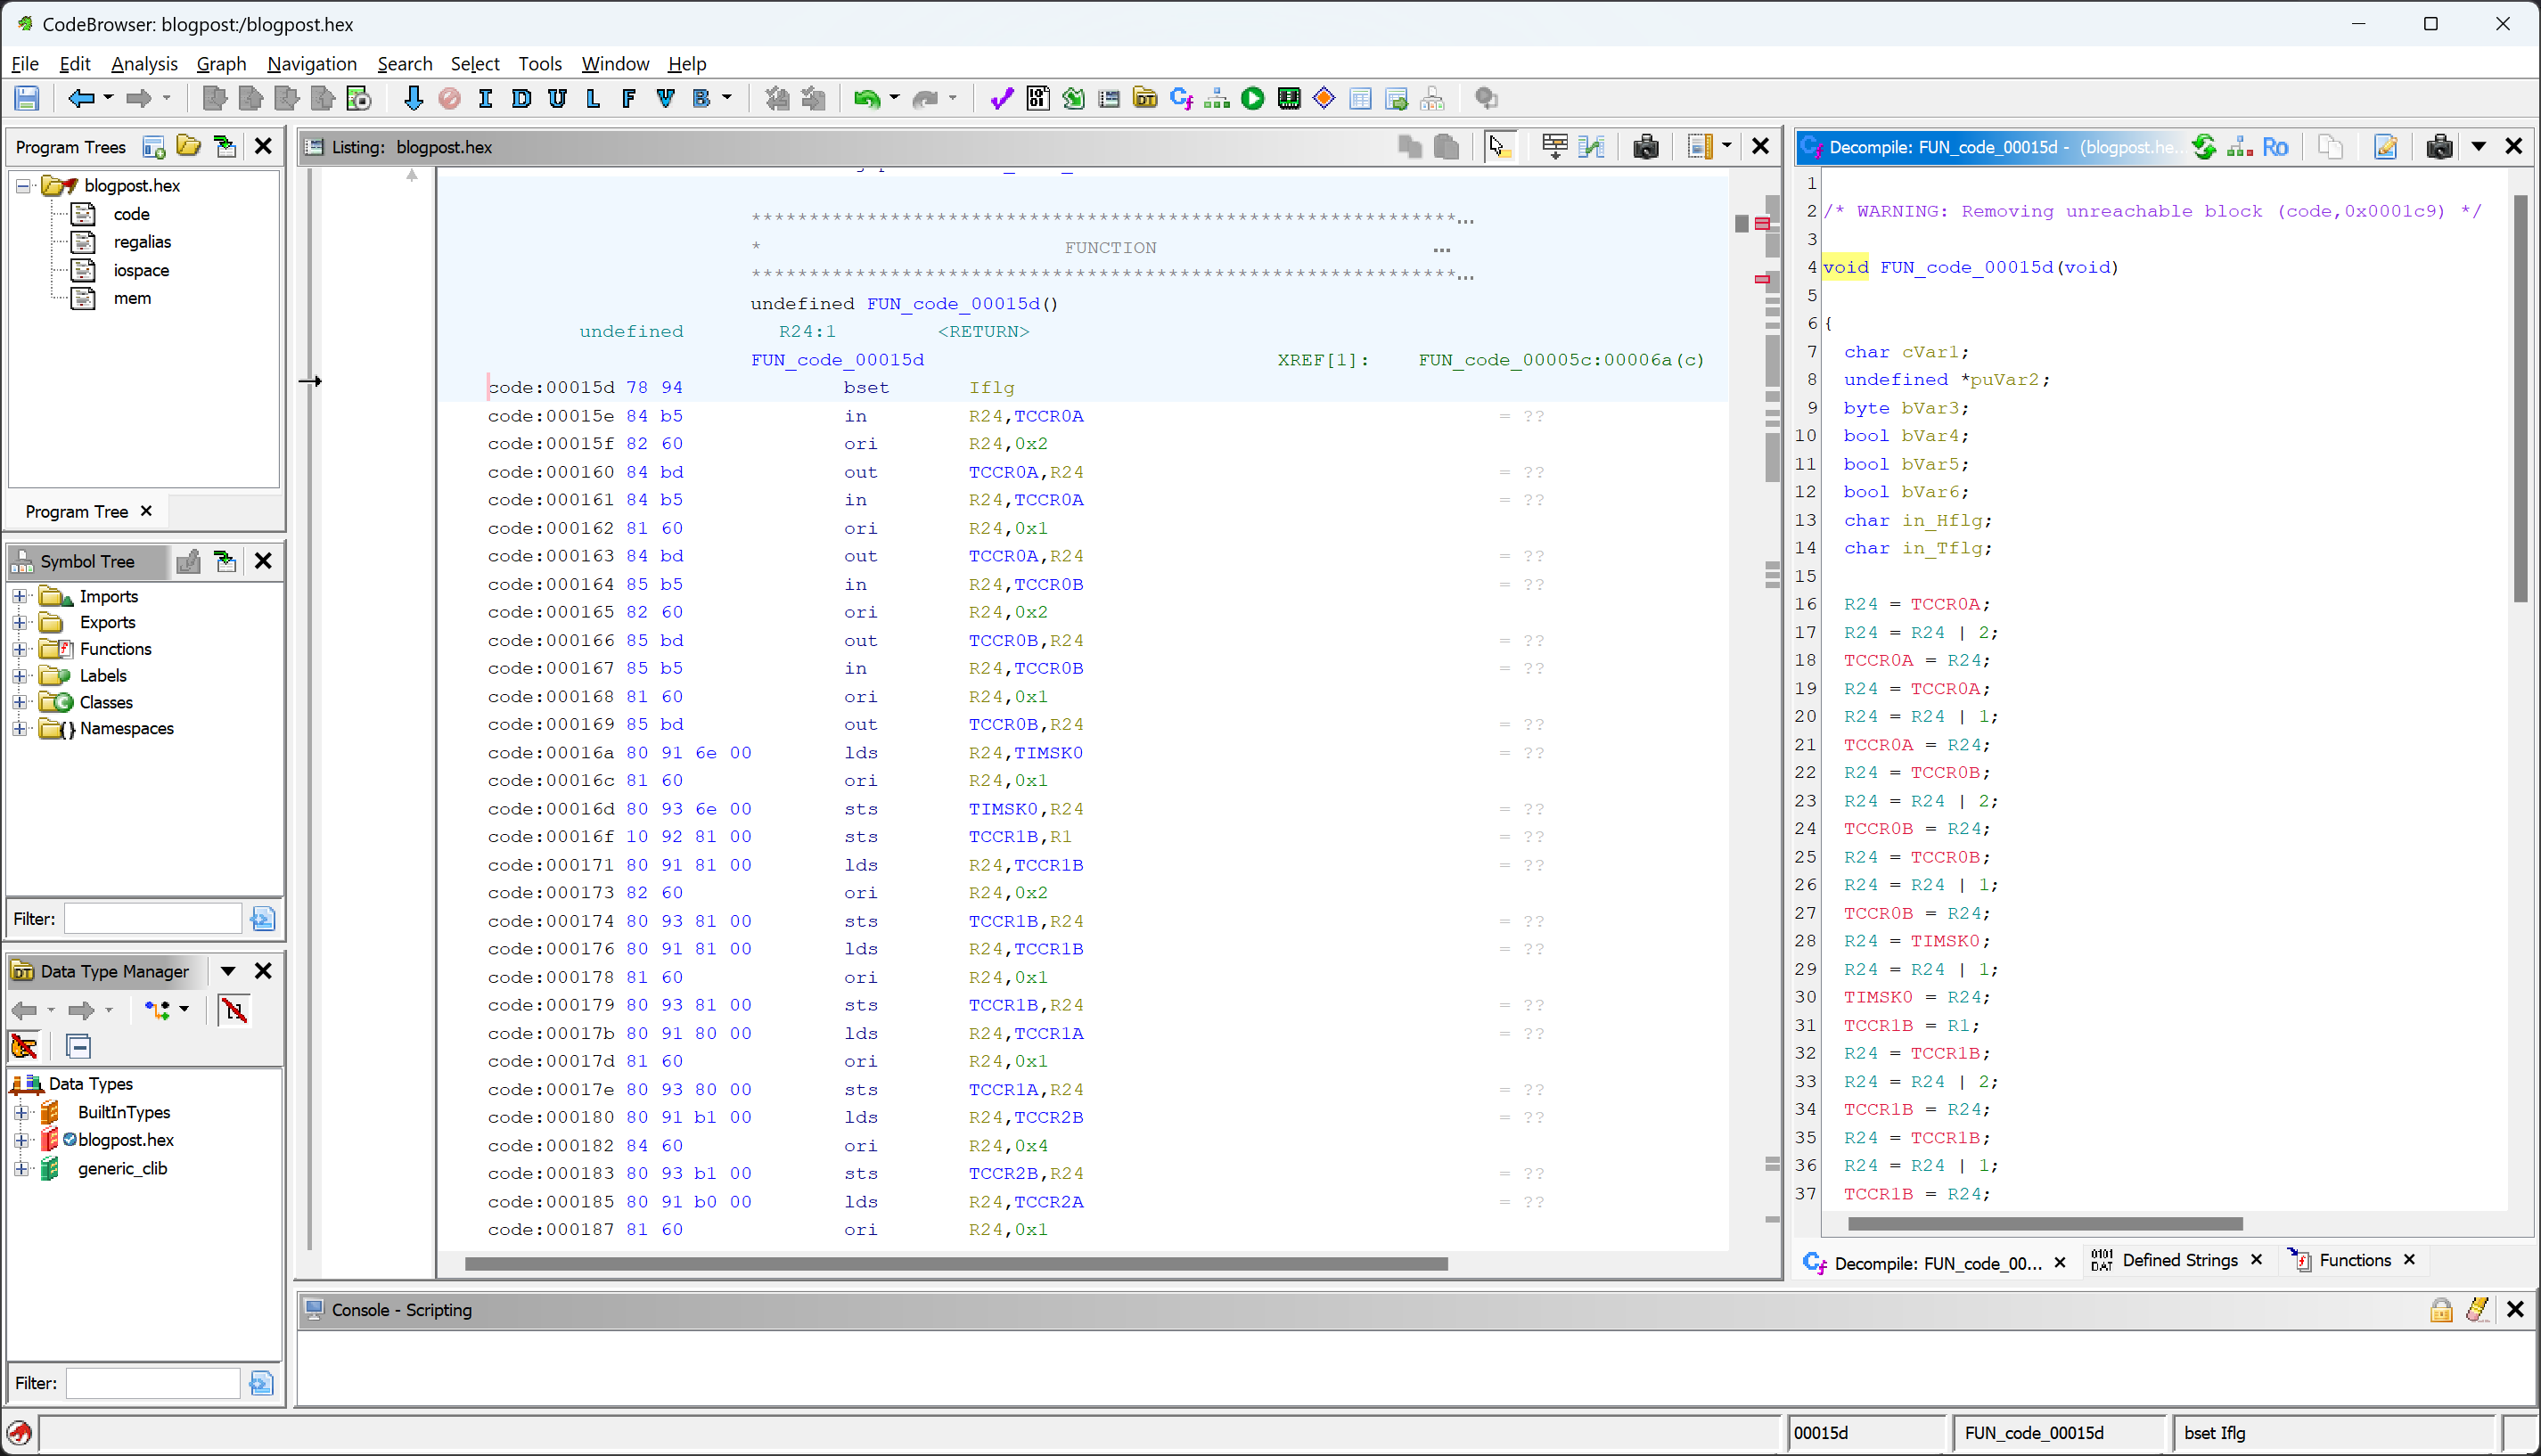 CodeBrowser: blogpost:/blogpost.hex
File Edit Analysis Graph Navigation Search Select Tools Window Help
I D U L F V B
Program Trees
blogpost.hex
code
regalias
iospace
mem
Program Tree
Symbol Tree
Imports
Exports
Functions
Labels
Classes
Namespaces
Filter:
Data Type Manager
Data Types
BuiltInTypes
blogpost.hex
generic_clib
Filter:
Listing: blogpost.hex
*************************************************************...
* FUNCTION ...
*************************************************************...
undefined FUN_code_00015d()
undefined R24:1 <RETURN>
FUN_code_00015d XREF[1]: FUN_code_00005c:00006a(c)
code:00015d 78 94 bset Iflg
code:00015e 84 b5 in R24,TCCR0A = ??
code:00015f 82 60 ori R24,0x2
code:000160 84 bd out TCCR0A,R24 = ??
code:000161 84 b5 in R24,TCCR0A = ??
code:000162 81 60 ori R24,0x1
code:000163 84 bd out TCCR0A,R24 = ??
code:000164 85 b5 in R24,TCCR0B = ??
code:000165 82 60 ori R24,0x2
code:000166 85 bd out TCCR0B,R24 = ??
code:000167 85 b5 in R24,TCCR0B = ??
code:000168 81 60 ori R24,0x1
code:000169 85 bd out TCCR0B,R24 = ??
code:00016a 80 91 6e 00 lds R24,TIMSK0 = ??
code:00016c 81 60 ori R24,0x1
code:00016d 80 93 6e 00 sts TIMSK0,R24 = ??
code:00016f 10 92 81 00 sts TCCR1B,R1 = ??
code:000171 80 91 81 00 lds R24,TCCR1B = ??
code:000173 82 60 ori R24,0x2
code:000174 80 93 81 00 sts TCCR1B,R24 = ??
code:000176 80 91 81 00 lds R24,TCCR1B = ??
code:000178 81 60 ori R24,0x1
code:000179 80 93 81 00 sts TCCR1B,R24 = ??
code:00017b 80 91 80 00 lds R24,TCCR1A = ??
code:00017d 81 60 ori R24,0x1
code:00017e 80 93 80 00 sts TCCR1A,R24 = ??
code:000180 80 91 b1 00 lds R24,TCCR2B = ??
code:000182 84 60 ori R24,0x4
code:000183 80 93 b1 00 sts TCCR2B,R24 = ??
code:000185 80 91 b0 00 lds R24,TCCR2A = ??
code:000187 81 60 ori R24,0x1
Decompile: FUN_code_00015d - (blogpost.he... Ro
1
2 /* WARNING: Removing unreachable block (code,0x0001c9) */
3
4 void FUN_code_00015d(void)
5
6 {
7 char cVar1;
8 undefined *puVar2;
9 byte bVar3;
10 bool bVar4;
11 bool bVar5;
12 bool bVar6;
13 char in_Hflg;
14 char in_Tflg;
15
16 R24 = TCCR0A;
17 R24 = R24 | 2;
18 TCCR0A = R24;
19 R24 = TCCR0A;
20 R24 = R24 | 1;
21 TCCR0A = R24;
22 R24 = TCCR0B;
23 R24 = R24 | 2;
24 TCCR0B = R24;
25 R24 = TCCR0B;
26 R24 = R24 | 1;
27 TCCR0B = R24;
28 R24 = TIMSK0;
29 R24 = R24 | 1;
30 TIMSK0 = R24;
31 TCCR1B = R1;
32 R24 = TCCR1B;
33 R24 = R24 | 2;
34 TCCR1B = R24;
35 R24 = TCCR1B;
36 R24 = R24 | 1;
37 TCCR1B = R24;
Decompile: FUN_code_00... Defined Strings Functions
Console - Scripting
00015d FUN_code_00015d bset Iflg